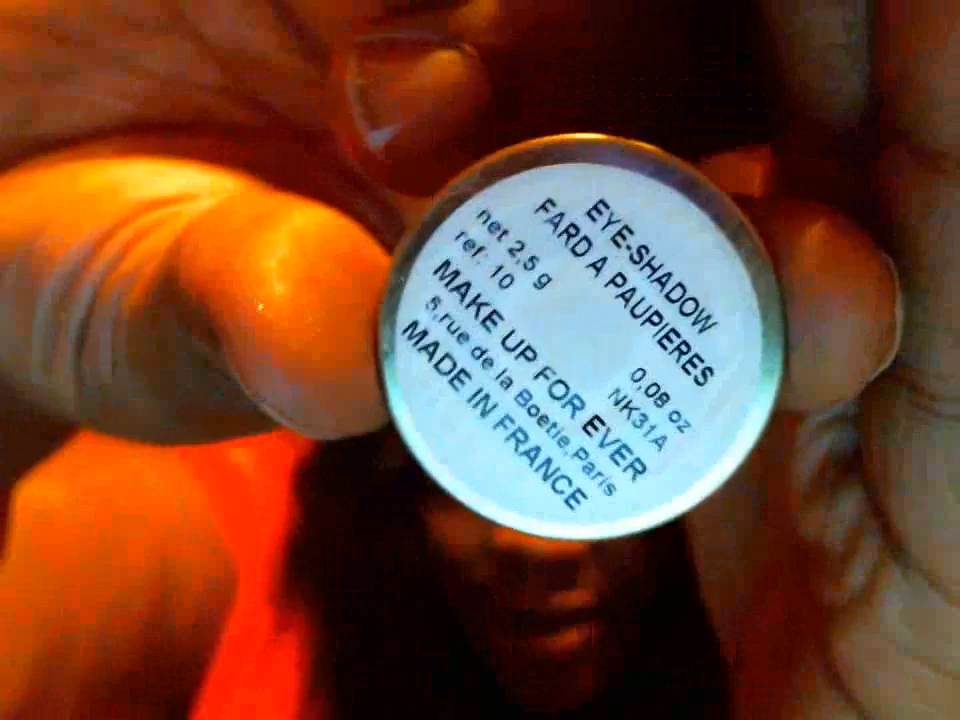 EYE-SHADOW
FARD A PAUPIERES
net 2,5 g 0,08 oz
ref: 10 NK31A
MAKE UP FOR EVER
5,rue de la Boetie,Paris
MADE IN FRANCE